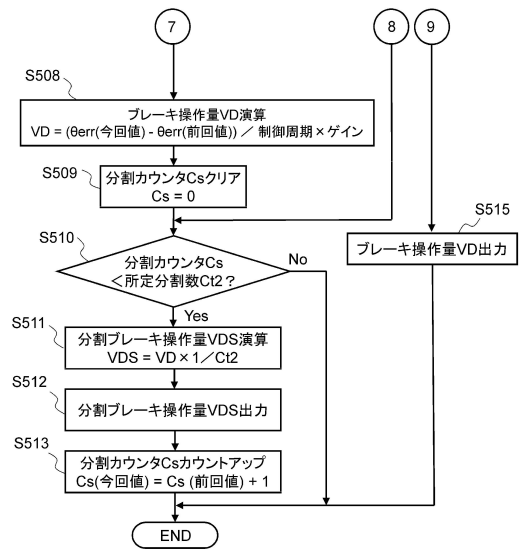 7
8
9
S508
ブレーキ操作量VD演算
VD = (θerr(今回値) - θerr(前回値)) ／ 制御周期×ゲイン
S509
分割カウンタCsクリア
Cs = 0
S510
分割カウンタCs
＜所定分割数Ct2？
No
Yes
S515
ブレーキ操作量VD出力
S511
分割ブレーキ操作量VDS演算
VDS = VD×1／Ct2
S512
分割ブレーキ操作量VDS出力
S513
分割カウンタCsカウントアップ
Cs(今回値) = Cs (前回値) + 1
END